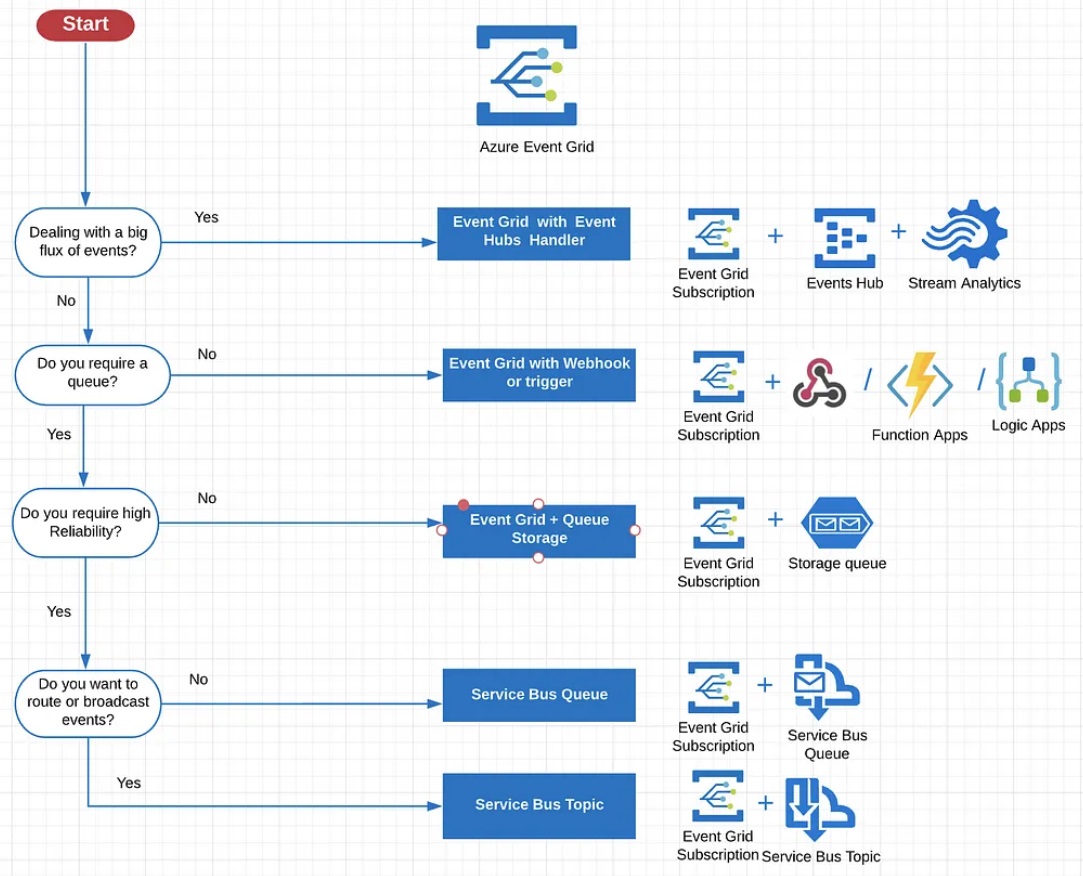 Start
Azure Event Grid
Dealing with a big
flux of events?
Yes
Event Grid with Event
Hubs Handler
Event Grid
Subscription
+
Events Hub
+
Stream Analytics
No
Do you require a
queue?
No
Event Grid with Webhook
or trigger
Event Grid
Subscription
+
/
Function Apps
/
Logic Apps
Yes
Do you require high
Reliability?
No
Event Grid + Queue
Storage
Event Grid
Subscription
+
Storage queue
Yes
Do you want to
route or broadcast
events?
No
Service Bus Queue
Event Grid
Subscription
+
Service Bus
Queue
Yes
Service Bus Topic
Event Grid
Subscription
+
Service Bus Topic